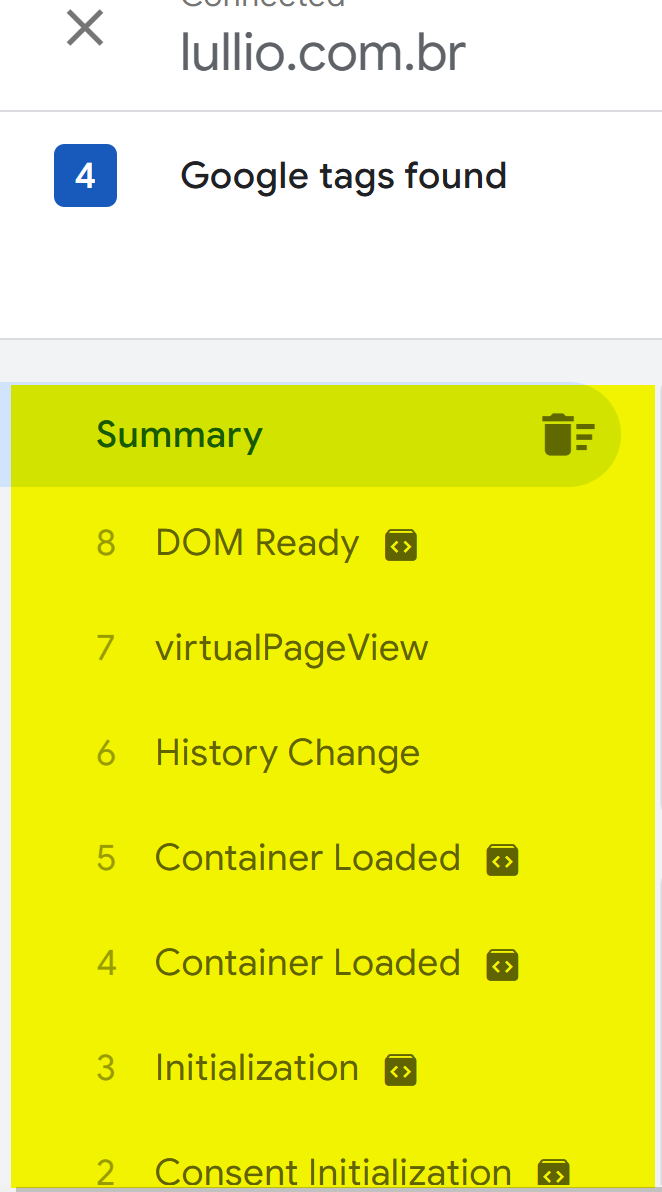 Connected
lullio.com.br
4 Google tags found
Summary
8 DOM Ready
7 virtualPageView
6 History Change
5 Container Loaded
4 Container Loaded
3 Initialization
2 Consent Initialization